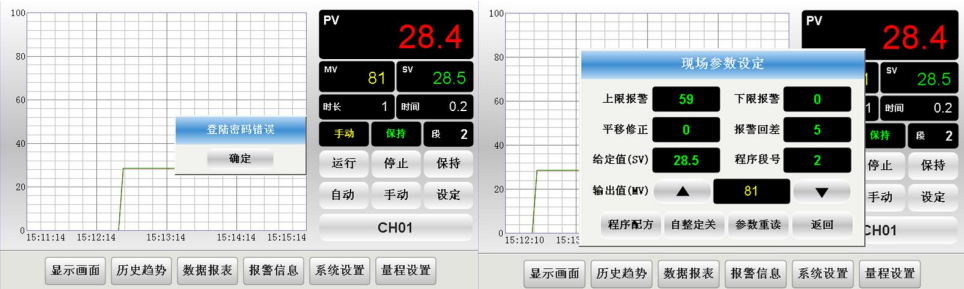 100
80
60
40
20
0
15:11:14 15:12:14 15:13:14 15:14:14 15:15:14
登陆密码错误
确定
PV
28.4
MV 81 SV 28.5
时长 1 时间 0.2
手动 保持 段 2
运行 停止 保持
自动 手动 设定
CH01
显示画面 历史趋势 数据报表 报警信息 系统设置 量程设置
100
80
60
40
20
0
15:12:10 15:13
现场参数设定
上限报警 59 下限报警 0
平移修正 0 报警回差 5
给定值(SV) 28.5 程序段号 2
输出值(MV) ▲ 81 ▼
程序配方 自整定关 参数重读 返回
PV
28.4
1 SV 28.5
1 时间 0.2
保持 段 2
停止 保持
手动 设定
CH01
显示画面 历史趋势 数据报表 报警信息 系统设置 量程设置